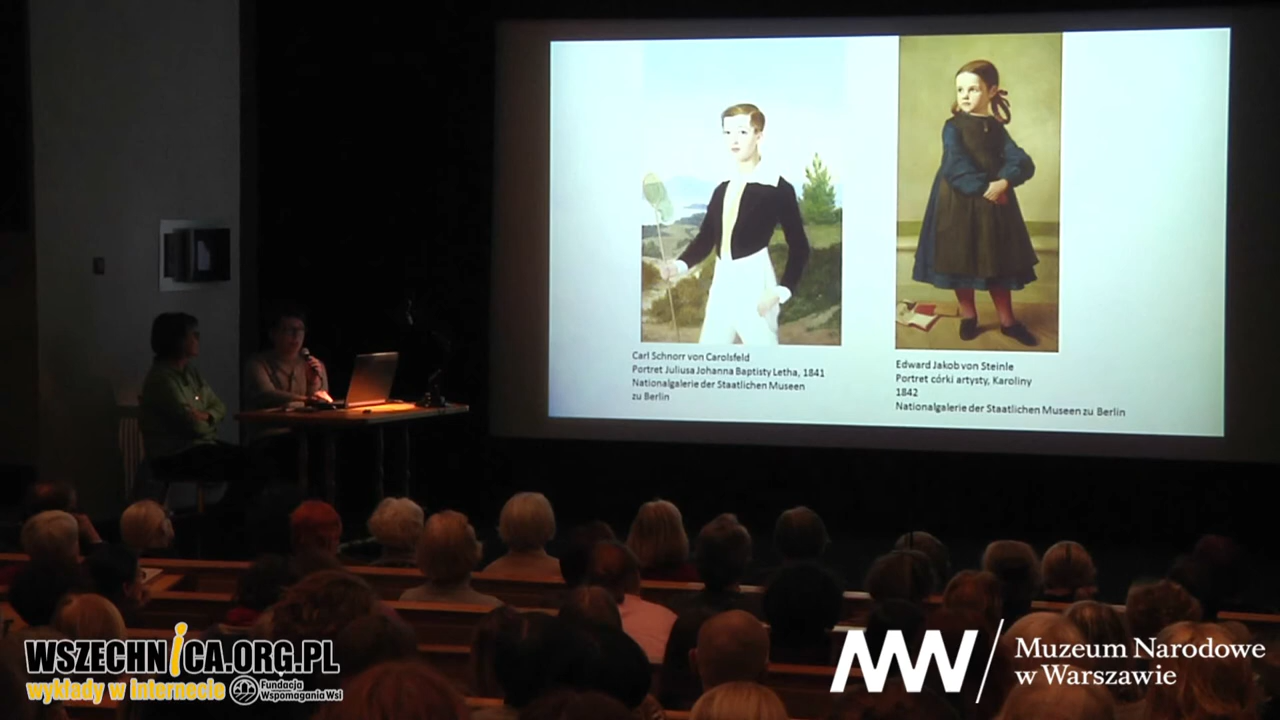 Carl Schnorr von Carolsfeld
Portret Juliusa Johanna Baptisty Letha, 1841
Nationalgalerie der Staatlichen Museen
zu Berlin
Edward Jakob von Steinle
Portret córki artysty, Karoliny
1842
Nationalgalerie der Staatlichen Museen zu Berlin
WSZECHNiCA.ORG.PL
wykłady w internecie
Fundacja
Wspomagania Wsi
Muzeum Narodowe
w Warszawie